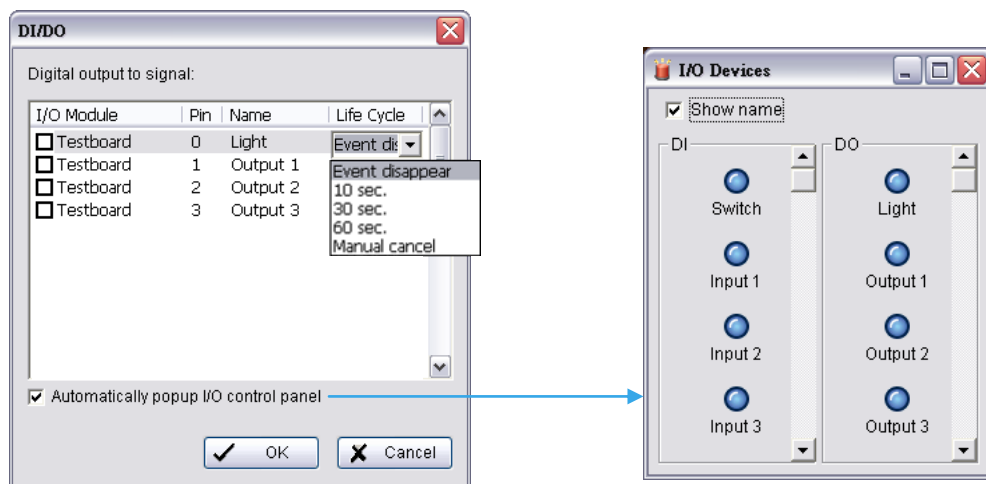 DI/DO
Digital output to signal:
I/O Module Pin Name Life Cycle
Testboard 0 Light Event dis
Testboard 1 Output 1
Testboard 2 Output 2
Testboard 3 Output 3
Event disappear
10 sec.
30 sec.
60 sec.
Manual cancel
Automatically popup I/O control panel
OK Cancel
I/O Devices
Show name
DI DO
Switch Light
Input 1 Output 1
Input 2 Output 2
Input 3 Output 3